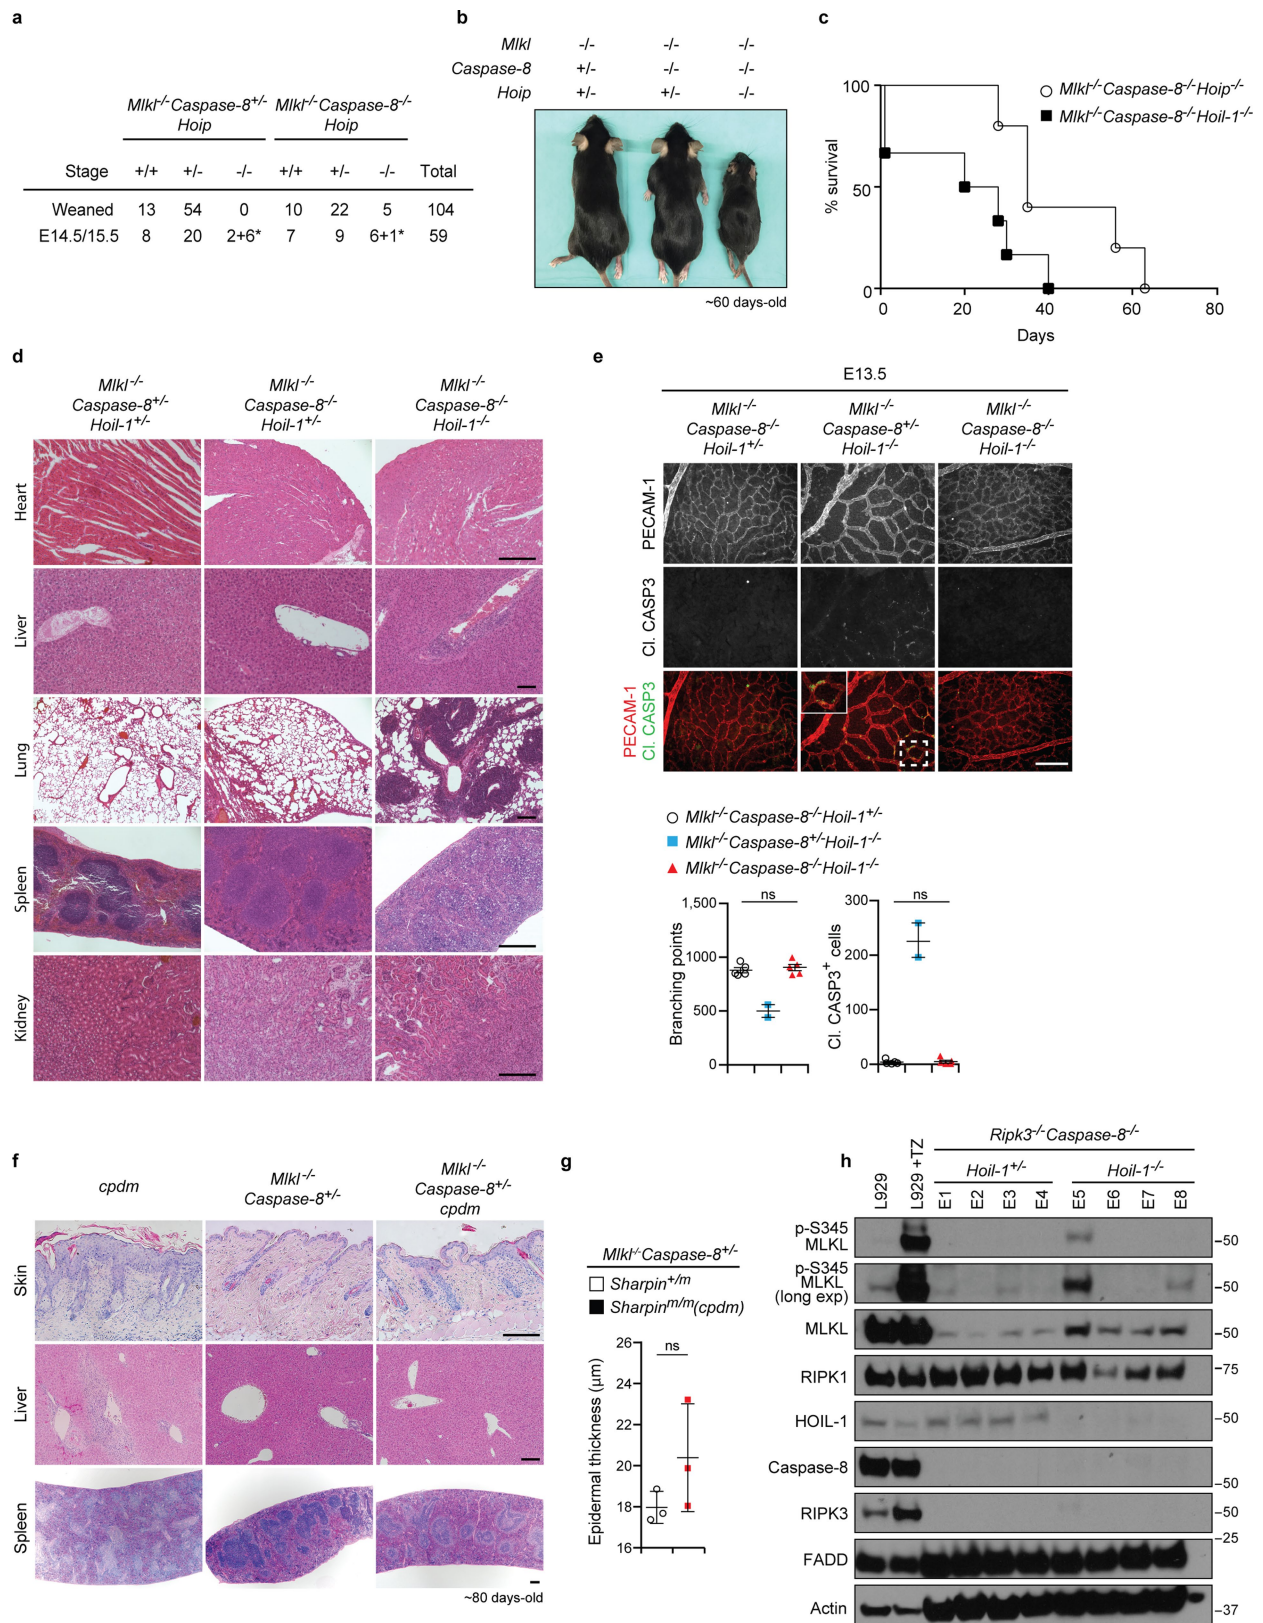 a
Mlkl-/-Caspase-8+/- Mlkl-/-Caspase-8-/-
Hoip Hoip
Stage +/+ +/- -/- +/+ +/- -/- Total
Weaned 13 54 0 10 22 5 104
E14.5/15.5 8 20 2+6* 7 9 6+1* 59
b
Mlkl -/- -/- -/-
Caspase-8 +/- -/- -/-
Hoip +/- +/- -/-
~60 days-old
c
Mlkl-/-Caspase-8-/-Hoip-/-
Mlkl-/-Caspase-8-/-Hoil-1-/-
100
50
0
% survival
0 20 40 60 80
Days
d
Mlkl-/- Mlkl-/- Mlkl-/-
Caspase-8+/- Caspase-8-/- Caspase-8-/-
Hoil-1+/- Hoil-1+/- Hoil-1-/-
Heart
Liver
Lung
Spleen
Kidney
e
E13.5
Mlkl-/- Mlkl-/- Mlkl-/-
Caspase-8-/- Caspase-8+/- Caspase-8-/-
Hoil-1+/- Hoil-1-/- Hoil-1-/-
PECAM-1
Cl. CASP3
PECAM-1
Cl. CASP3
Mlkl-/-Caspase-8-/-Hoil-1+/-
Mlkl-/-Caspase-8+/-Hoil-1-/-
Mlkl-/-Caspase-8-/-Hoil-1-/-
Branching points
1,500
1000
500
0
ns
Cl. CASP3+ cells
300
200
100
0
ns
f
cpdm
Mlkl-/-
Caspase-8+/-
Mlkl-/-
Caspase-8+/-
cpdm
Skin
Liver
Spleen
~80 days-old
g
Mlkl-/-Caspase-8+/-
Sharpin+/m
Sharpinm/m(cpdm)
Epidermal thickness (µm)
26
24
22
20
18
16
ns
h
Ripk3-/-Caspase-8-/-
Hoil-1+/- Hoil-1-/-
L929 L929 +TZ E1 E2 E3 E4 E5 E6 E7 E8
p-S345
MLKL –50
p-S345
MLKL –50
(long exp)
MLKL –50
RIPK1 –75
HOIL-1 –50
Caspase-8 –50
RIPK3 –50
–25
FADD
Actin –37